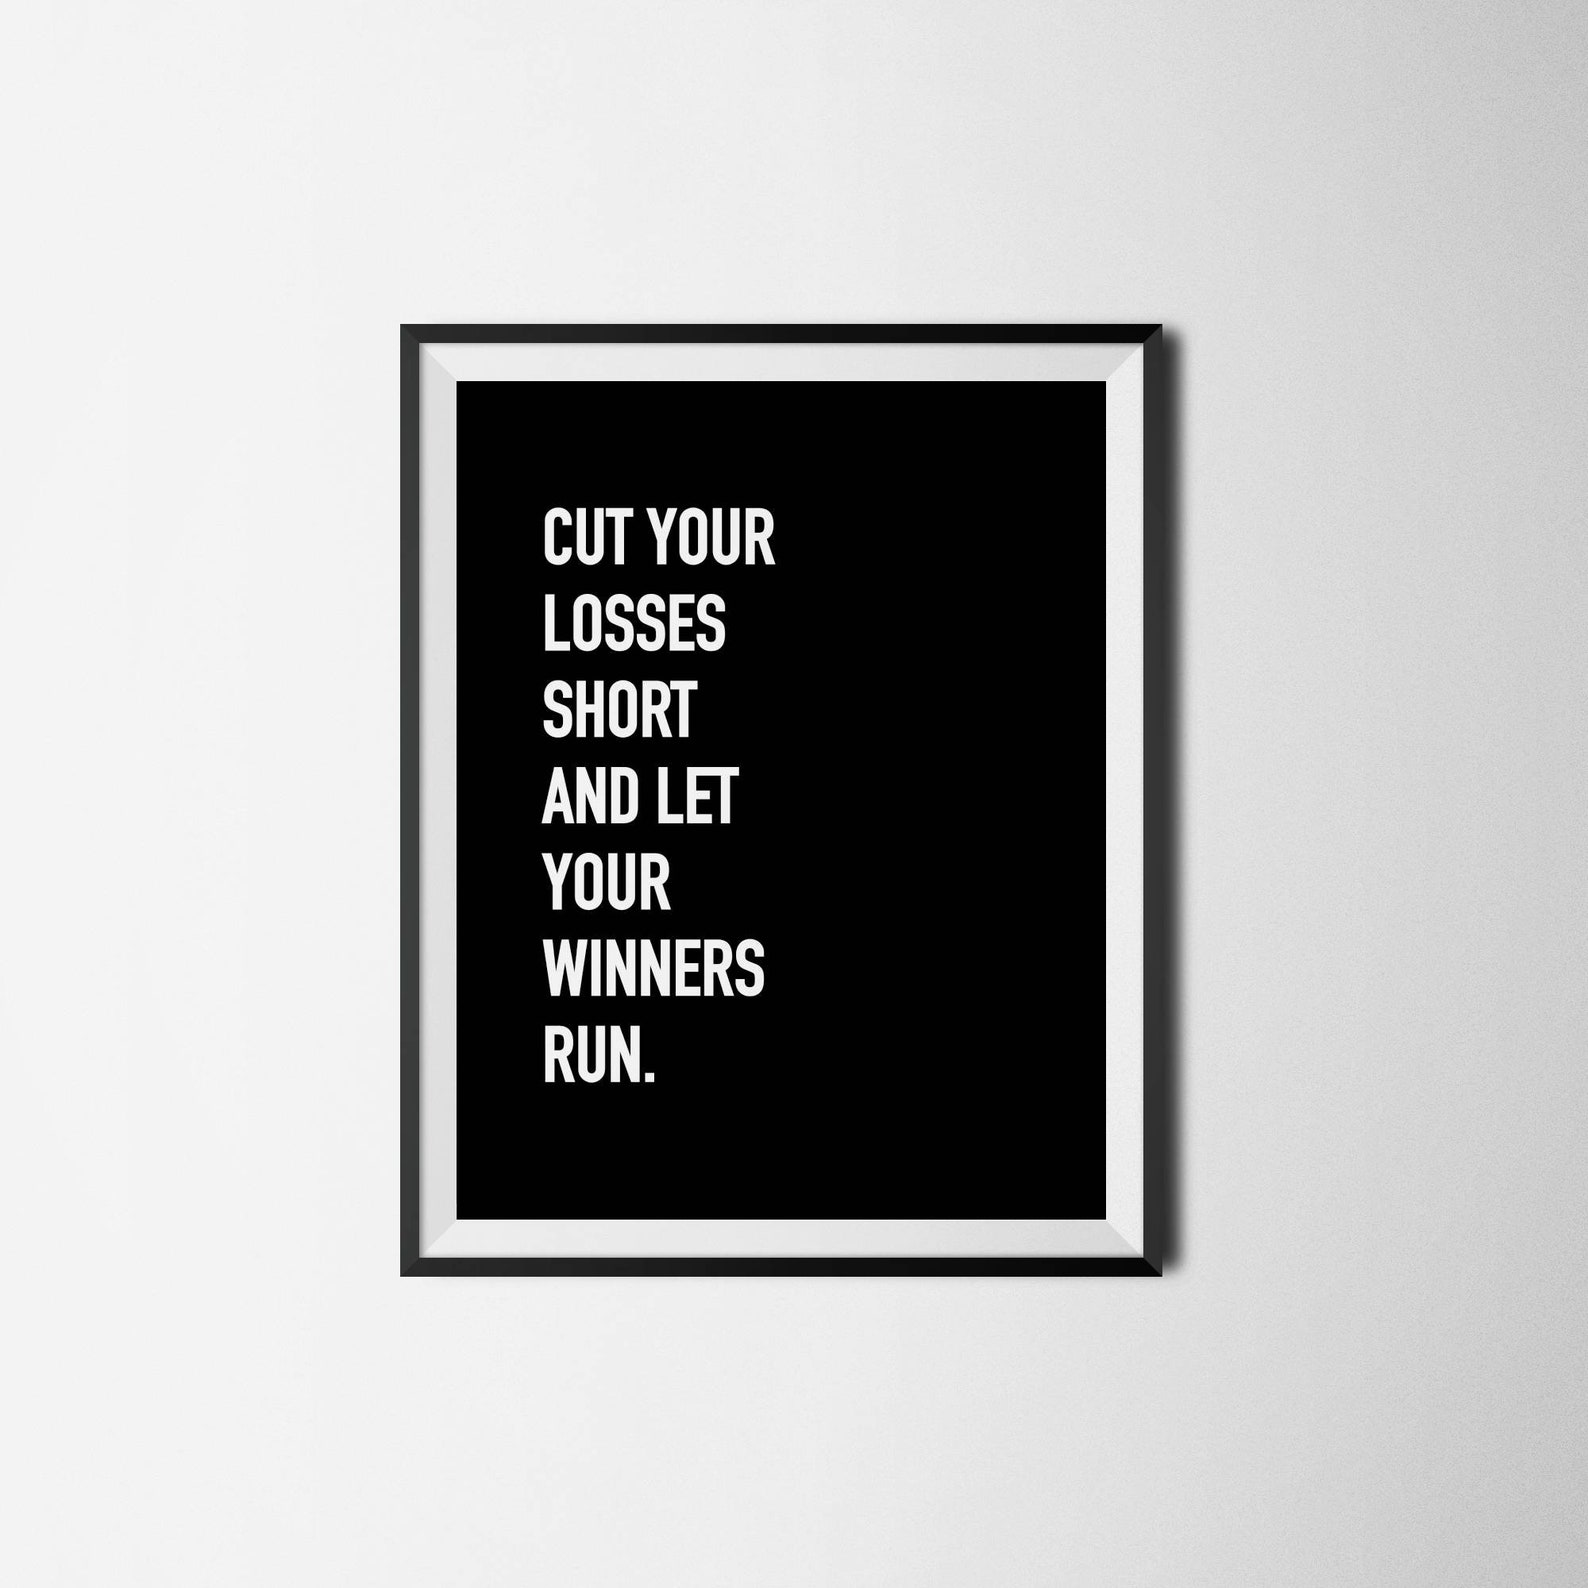 CUT YOUR
LOSSES
SHORT
AND LET
YOUR
WINNERS
RUN.